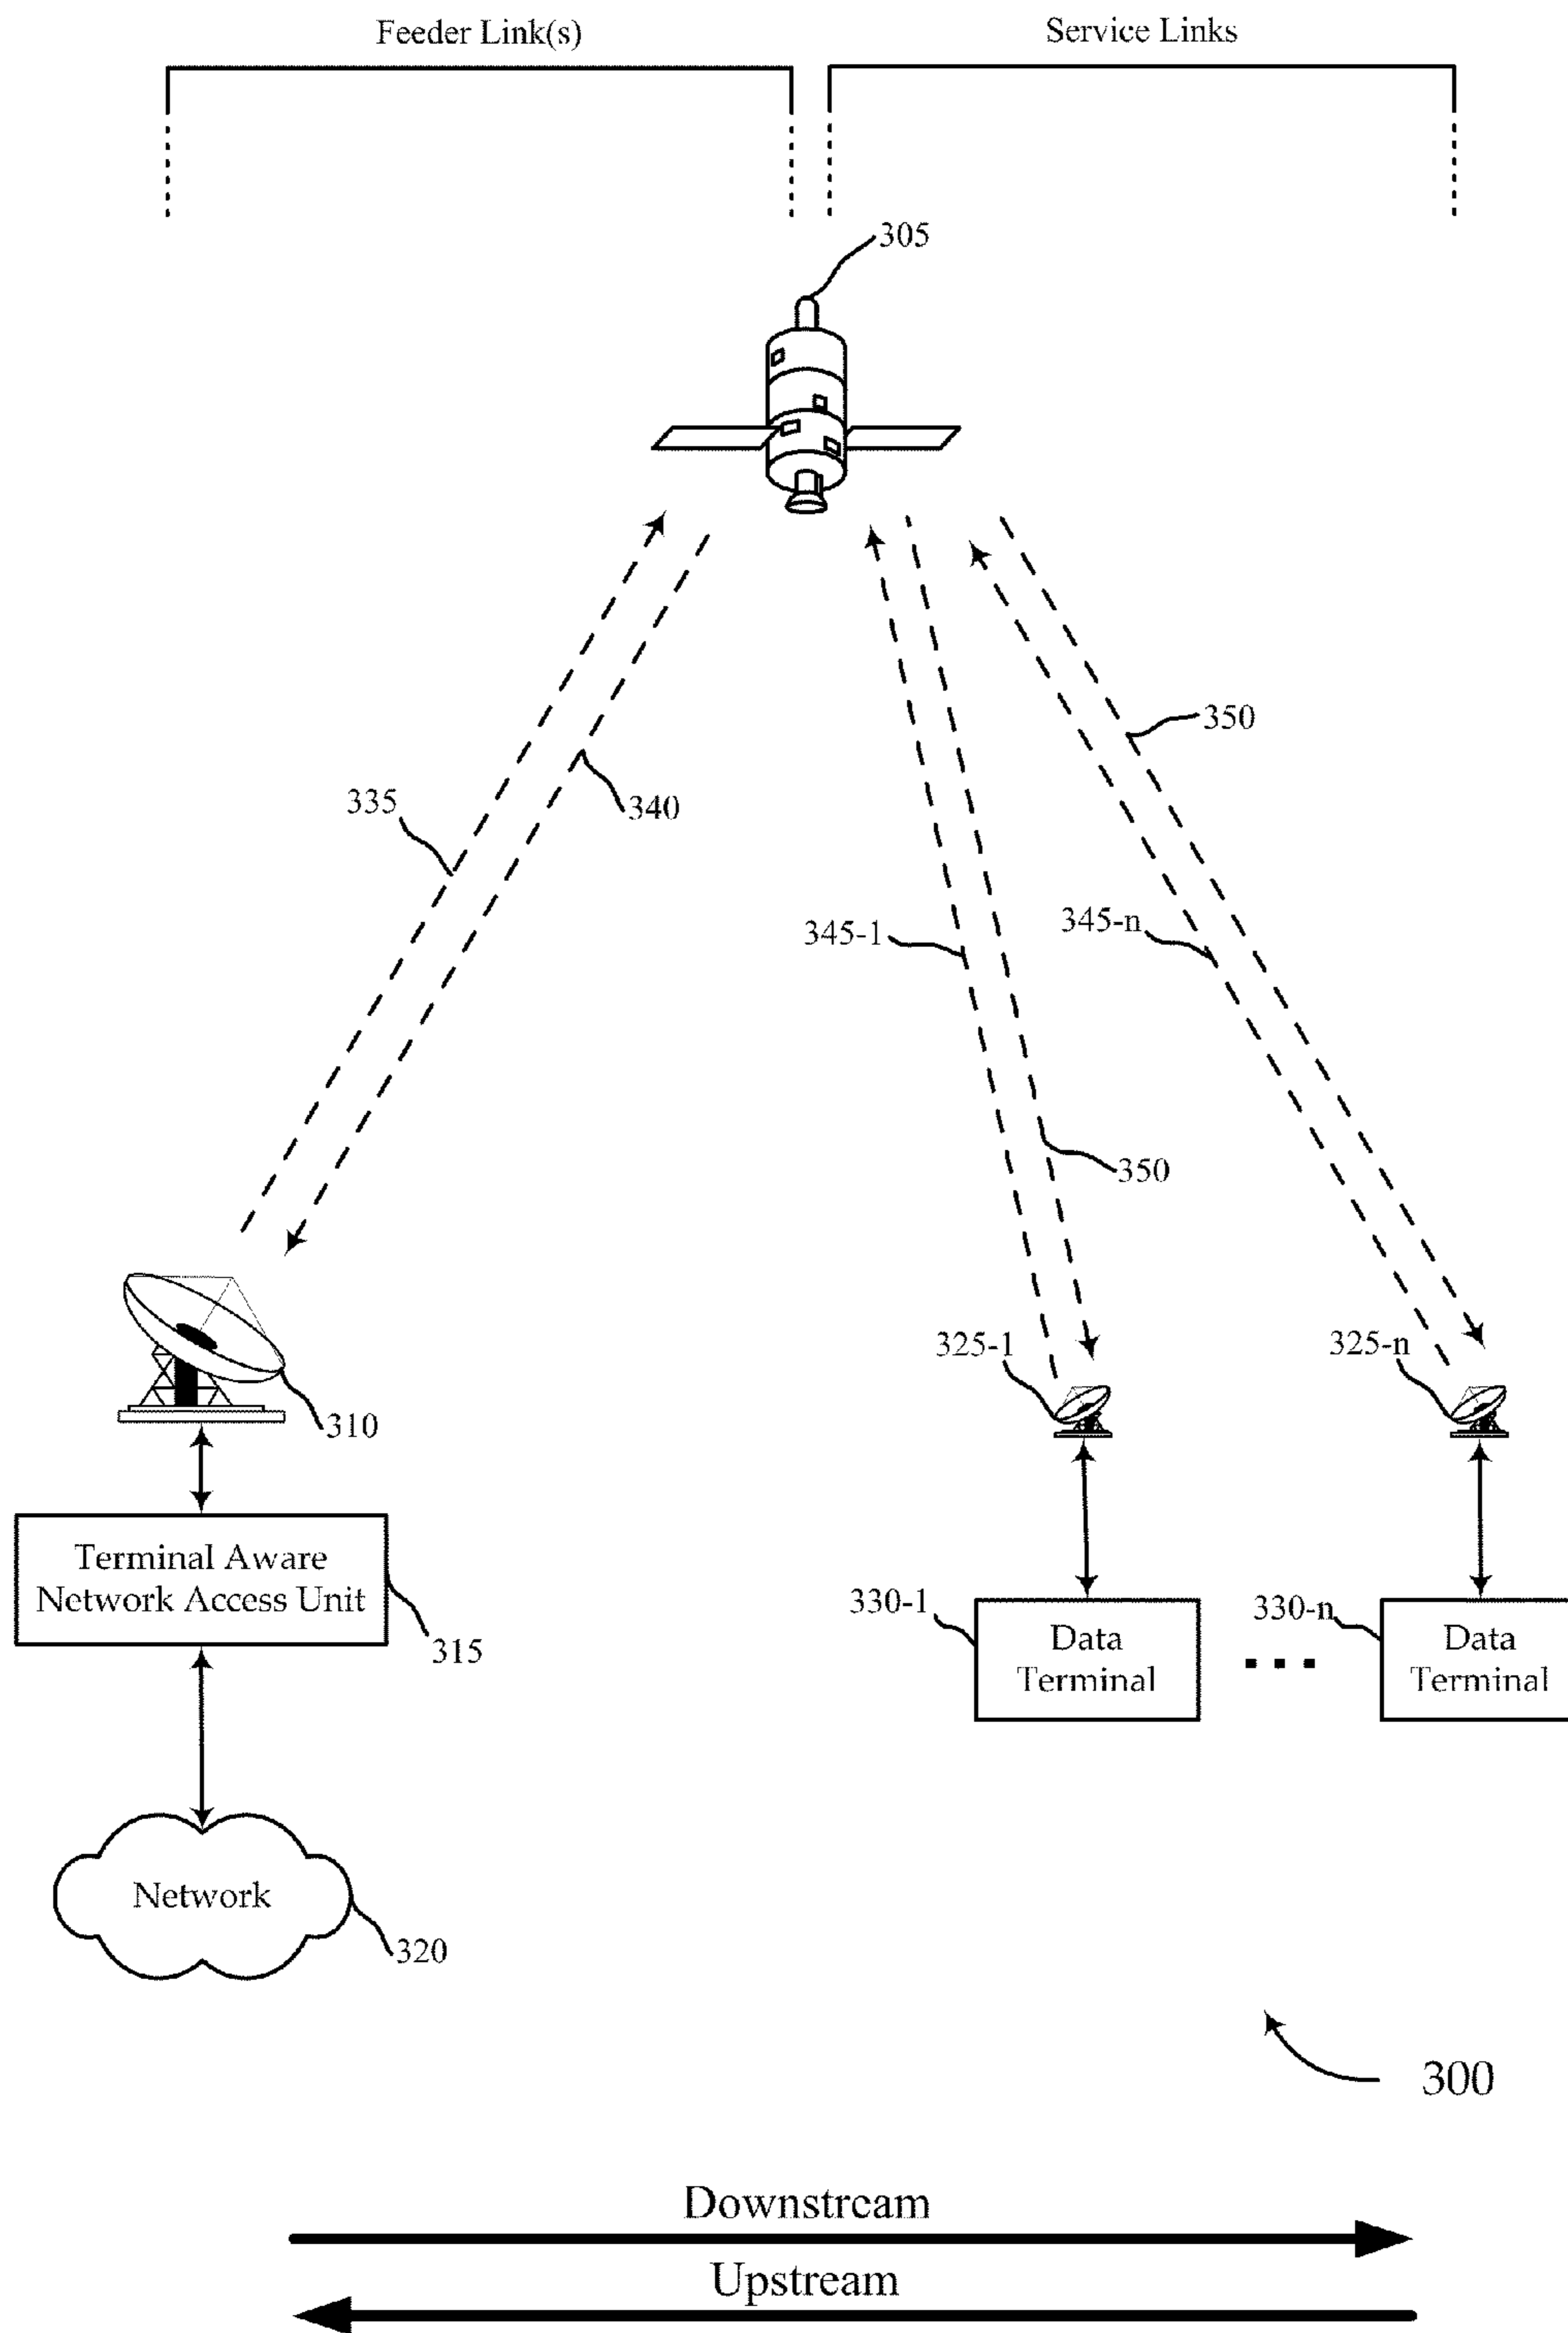 Feeder Link(s)
Service Links
305
350
335
340
345-1
345-n
350
325-1
325-n
310
Terminal Aware
Network Access Unit
315
330-1
330-n
Data
Terminal
...
Data
Terminal
Network
320
300
Downstream
Upstream